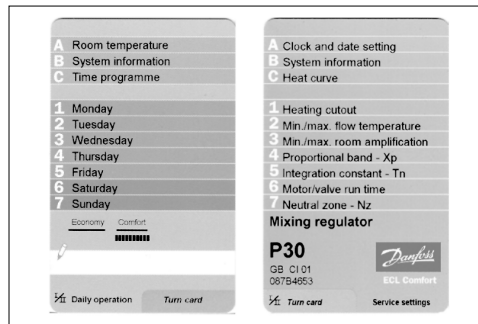 A Room temperature
B System information
C Time programme
1 Monday
2 Tuesday
3 Wednesday
4 Thursday
5 Friday
6 Saturday
7 Sunday
Economy Comfort
I/II Daily operation Turn card
A Clock and date setting
B System information
C Heat curve
1 Heating cutout
2 Min./max. flow temperature
3 Min./max. room amplification
4 Proportional band - Xp
5 Integration constant - Tn
6 Motor/valve run time
7 Neutral zone - Nz
Mixing regulator
P30
GB CI 01
087B4653
Danfoss
ECL Comfort
I/II Turn card Service settings